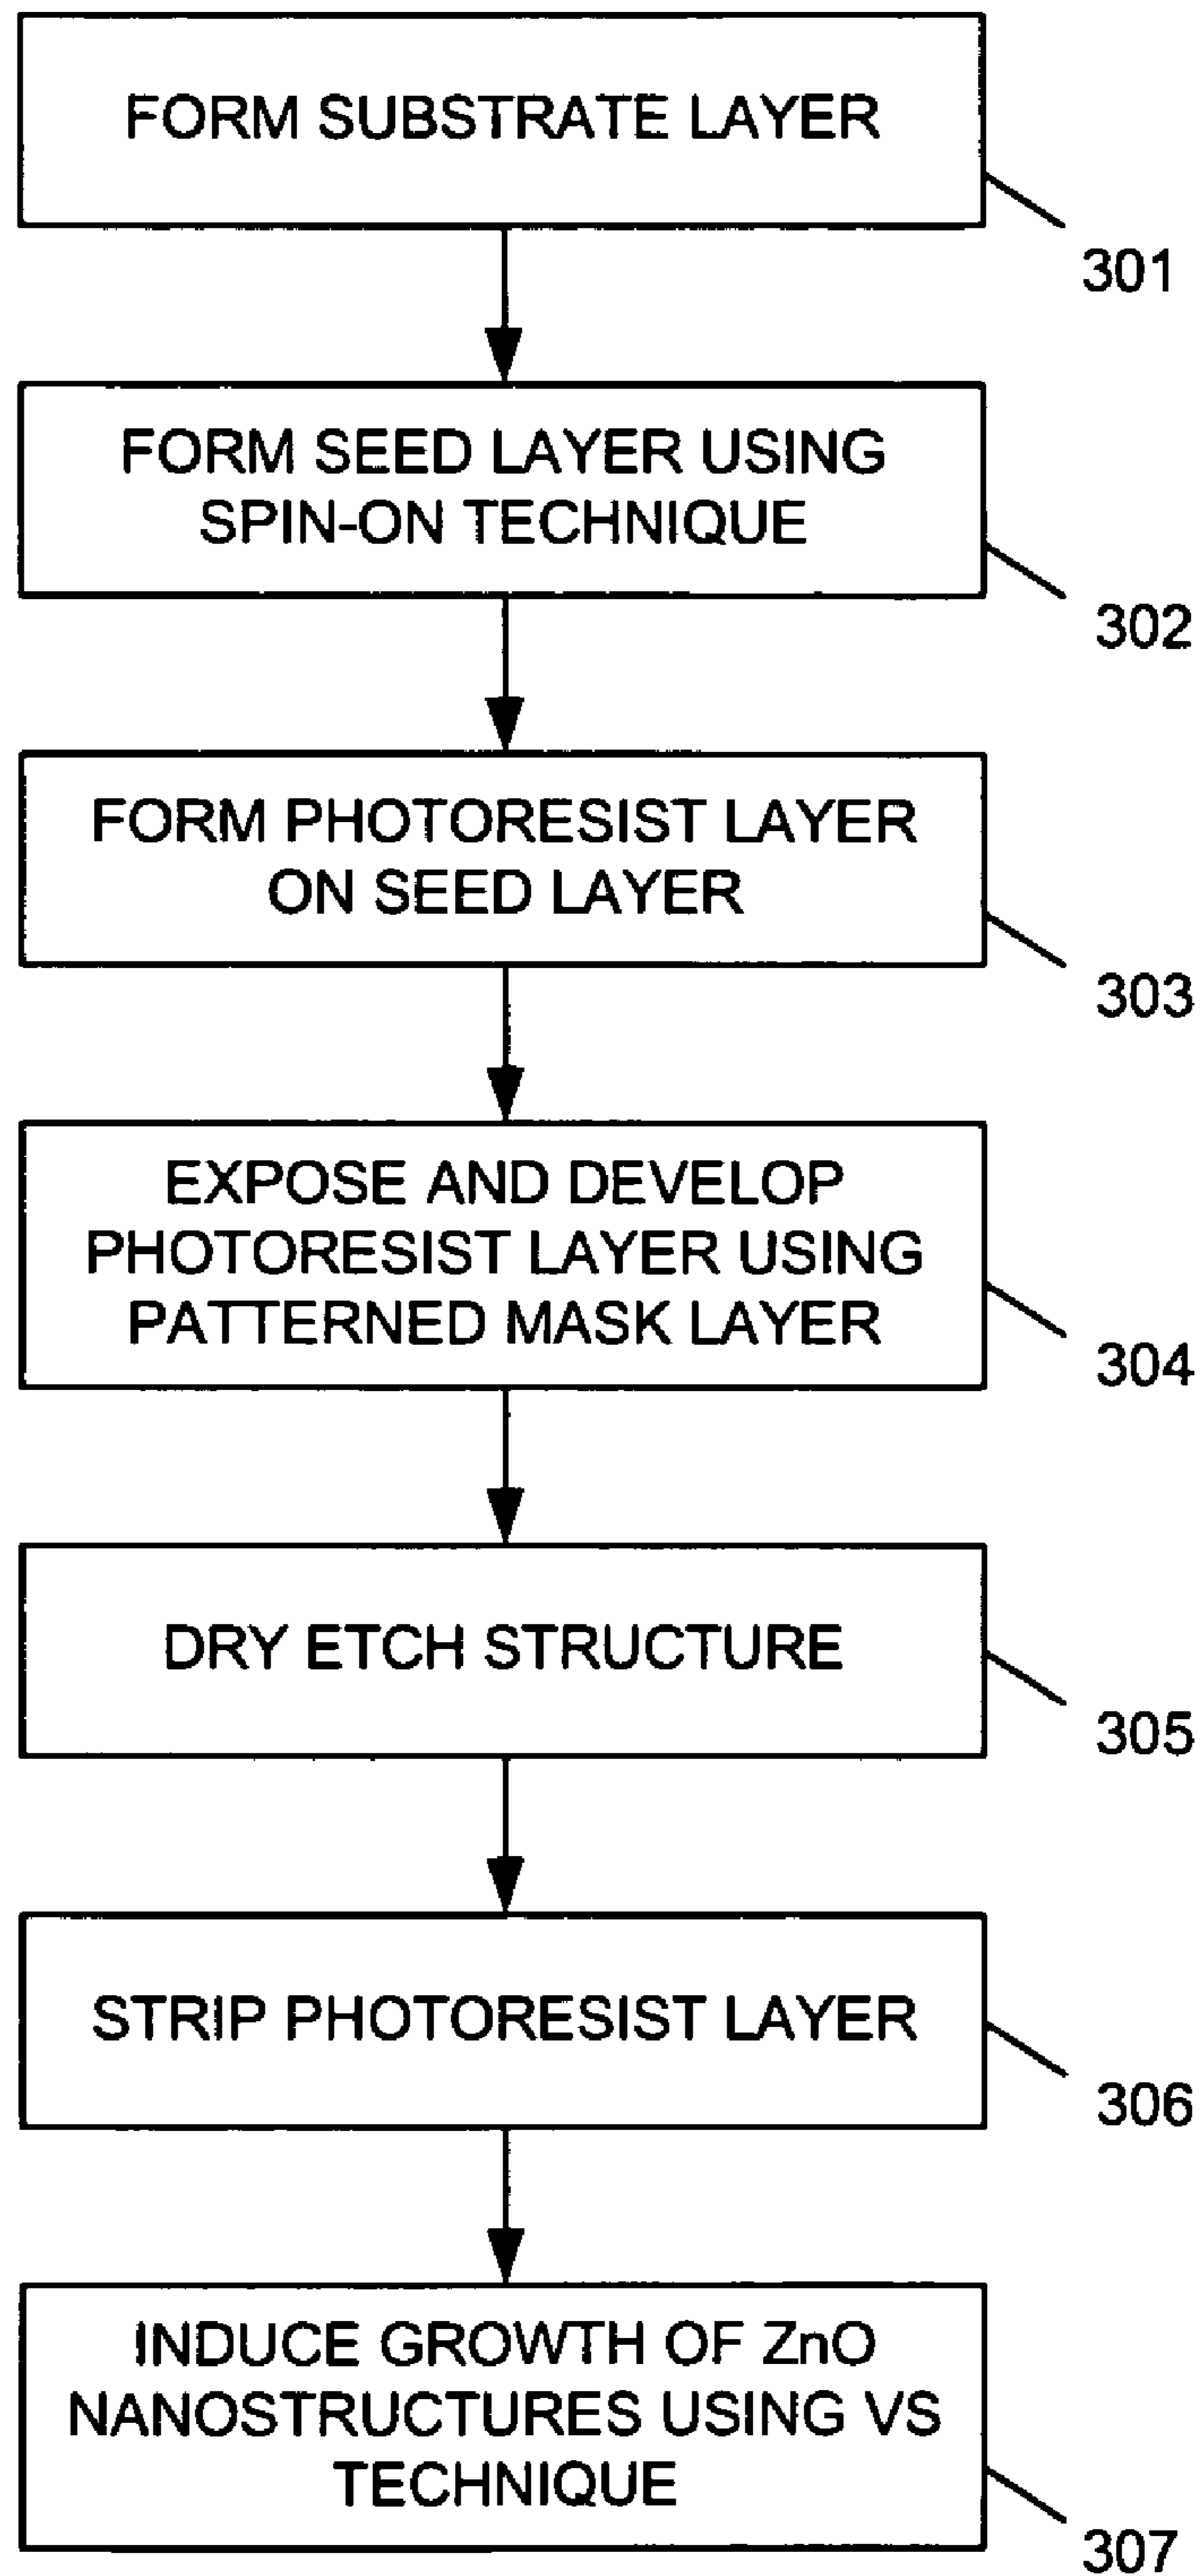 FORM SUBSTRATE LAYER
301
FORM SEED LAYER USING
SPIN-ON TECHNIQUE
302
FORM PHOTORESIST LAYER
ON SEED LAYER
303
EXPOSE AND DEVELOP
PHOTORESIST LAYER USING
PATTERNED MASK LAYER
304
DRY ETCH STRUCTURE
305
STRIP PHOTORESIST LAYER
306
INDUCE GROWTH OF ZnO
NANOSTRUCTURES USING VS
TECHNIQUE
307